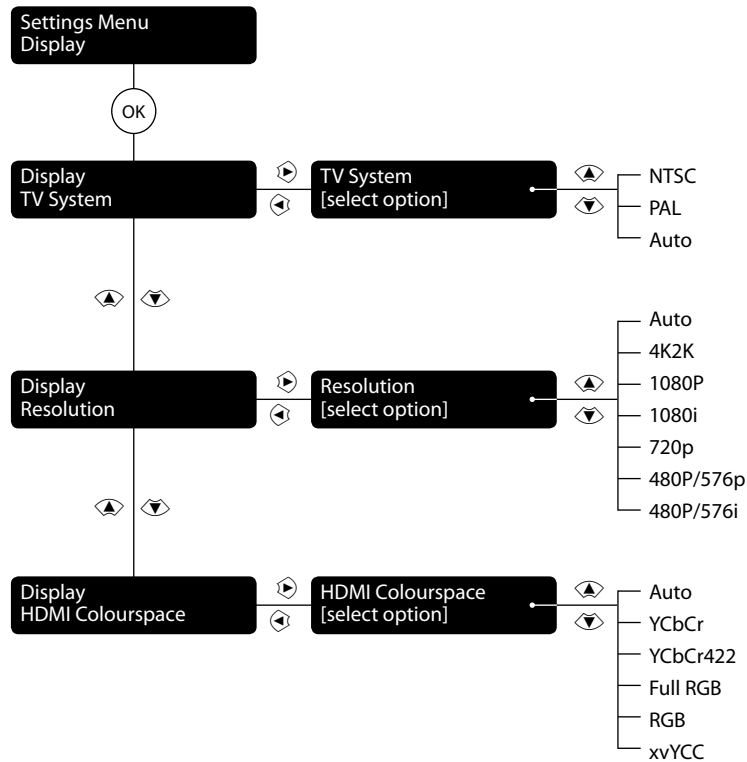 Settings Menu
Display
OK
Display
TV System
TV System
[select option]
NTSC
PAL
Auto
Display
Resolution
Resolution
[select option]
Auto
4K2K
1080P
1080i
720p
480P/576p
480P/576i
Display
HDMI Colourspace
HDMI Colourspace
[select option]
Auto
YCbCr
YCbCr422
Full RGB
RGB
xvYCC